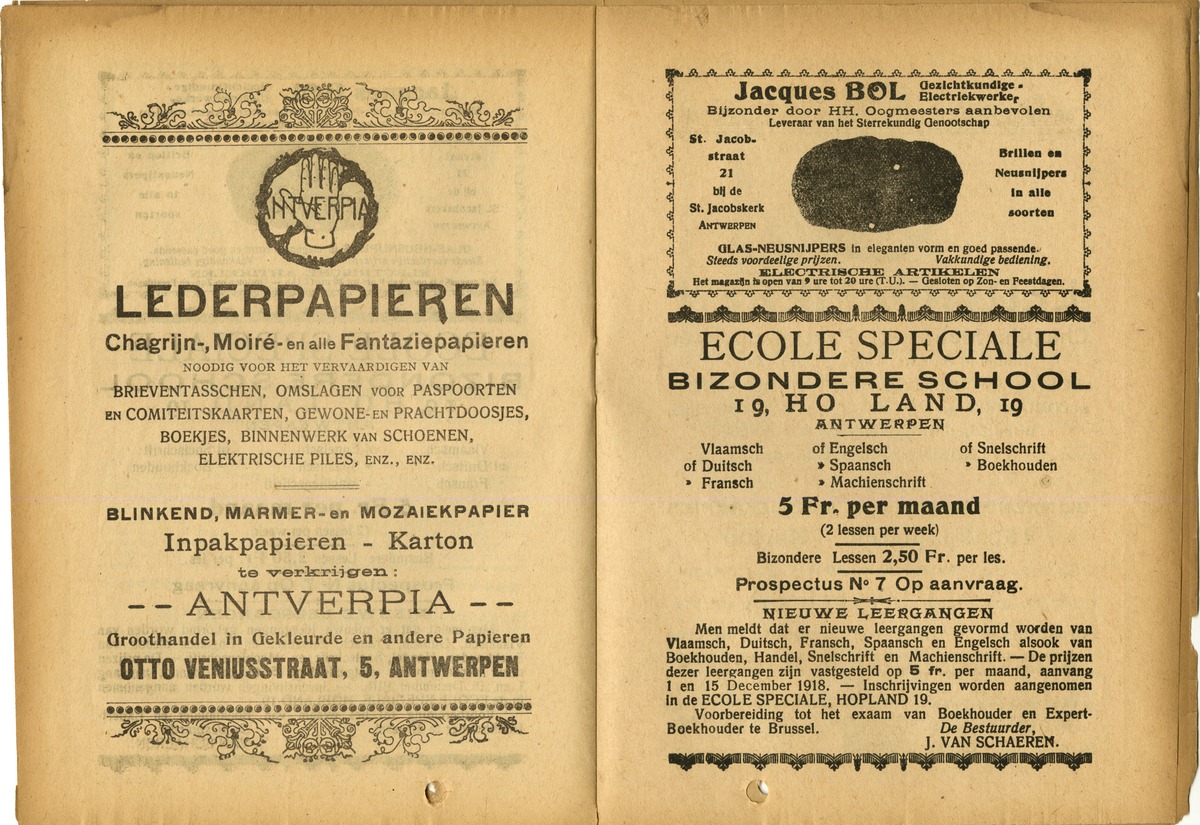 ANTVERPIA
LEDERPAPIEREN
Chagrijn-, Moiré- en alle Fantaziepapieren
NOODIG VOOR HET VERVAARDIGEN VAN
BRIEVENTASSCHEN, OMSLAGEN VOOR PASPOORTEN
EN COMITEITSKAARTEN, GEWONE- EN PRACHTDOOSJES,
BOEKJES, BINNENWERK VAN SCHOENEN,
ELEKTRISCHE PILES, ENZ., ENZ.
BLINKEND, MARMER- en MOZAIEKPAPIER
Inpakpapieren - Karton
te verkrijgen :
-- ANTVERPIA --
Groothandel in Gekleurde en andere Papieren
OTTO VENIUSSTRAAT, 5, ANTWERPEN
Jacques BOL Gezichtkundige -
Electriekwerker
Bijzonder door HH. Oogmeesters aanbevolen
Leveraar van het Sterrekundig Genootschap
St. Jacob-
straat
21
bij de
St. Jacobskerk
ANTWERPEN
Brillen en
Neusnijpers
in alle
soorten
GLAS-NEUSNIJPERS in eleganten vorm en goed passende.
Steeds voordeelige prijzen. Vakkundige bediening.
ELECTRISCHE ARTIKELEN
Het magazijn is open van 9 ure tot 20 ure (T.U.). — Gesloten op Zon- en Feestdagen.
ECOLE SPECIALE
BIZONDERE SCHOOL
19, HO LAND, 19
ANTWERPEN
Vlaamsch of Engelsch of Snelschrift
of Duitsch » Spaansch » Boekhouden
» Fransch » Machienschrift
5 Fr. per maand
(2 lessen per week)
Bizondere Lessen 2,50 Fr. per les.
Prospectus No 7 Op aanvraag.
NIEUWE LEERGANGEN
Men meldt dat er nieuwe leergangen gevormd worden van
Vlaamsch, Duitsch, Fransch, Spaansch en Engelsch alsook van
Boekhouden, Handel, Snelschrift en Machienschrift. — De prijzen
dezer leergangen zijn vastgesteld op 5 fr. per maand, aanvang
1 en 15 December 1918. — Inschrijvingen worden aangenomen
in de ECOLE SPECIALE, HOPLAND 19.
Voorbereiding tot het exaam van Boekhouder en Expert-
Boekhouder te Brussel. De Bestuurder,
J. VAN SCHAEREN.